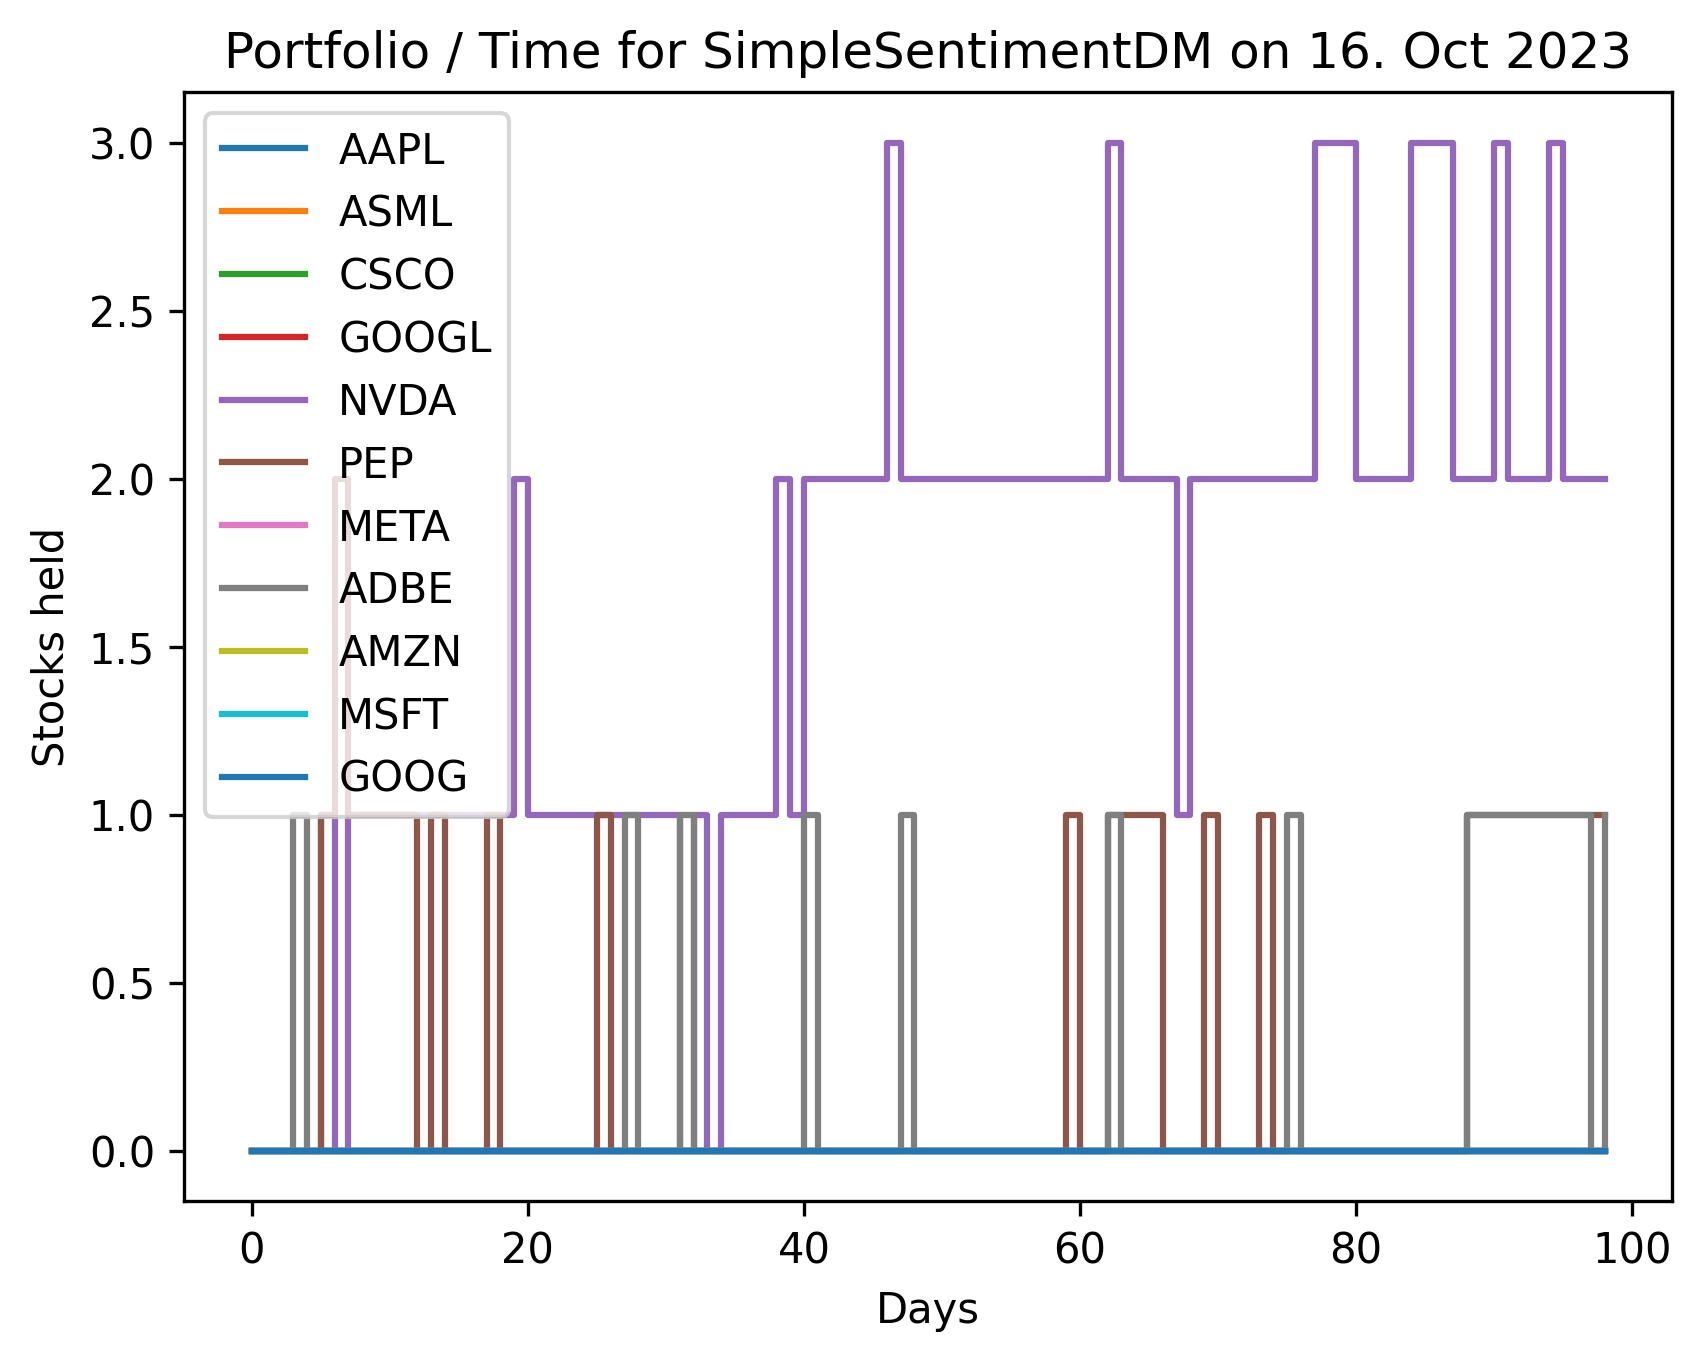 Portfolio / Time for SimpleSentimentDM on 16. Oct 2023
AAPL
ASML
CSCO
GOOGL
NVDA
PEP
META
ADBE
AMZN
MSFT
GOOG
Stocks held
3.0
2.5
2.0
1.5
1.0
0.5
0.0
0 20 40 60 80 100
Days